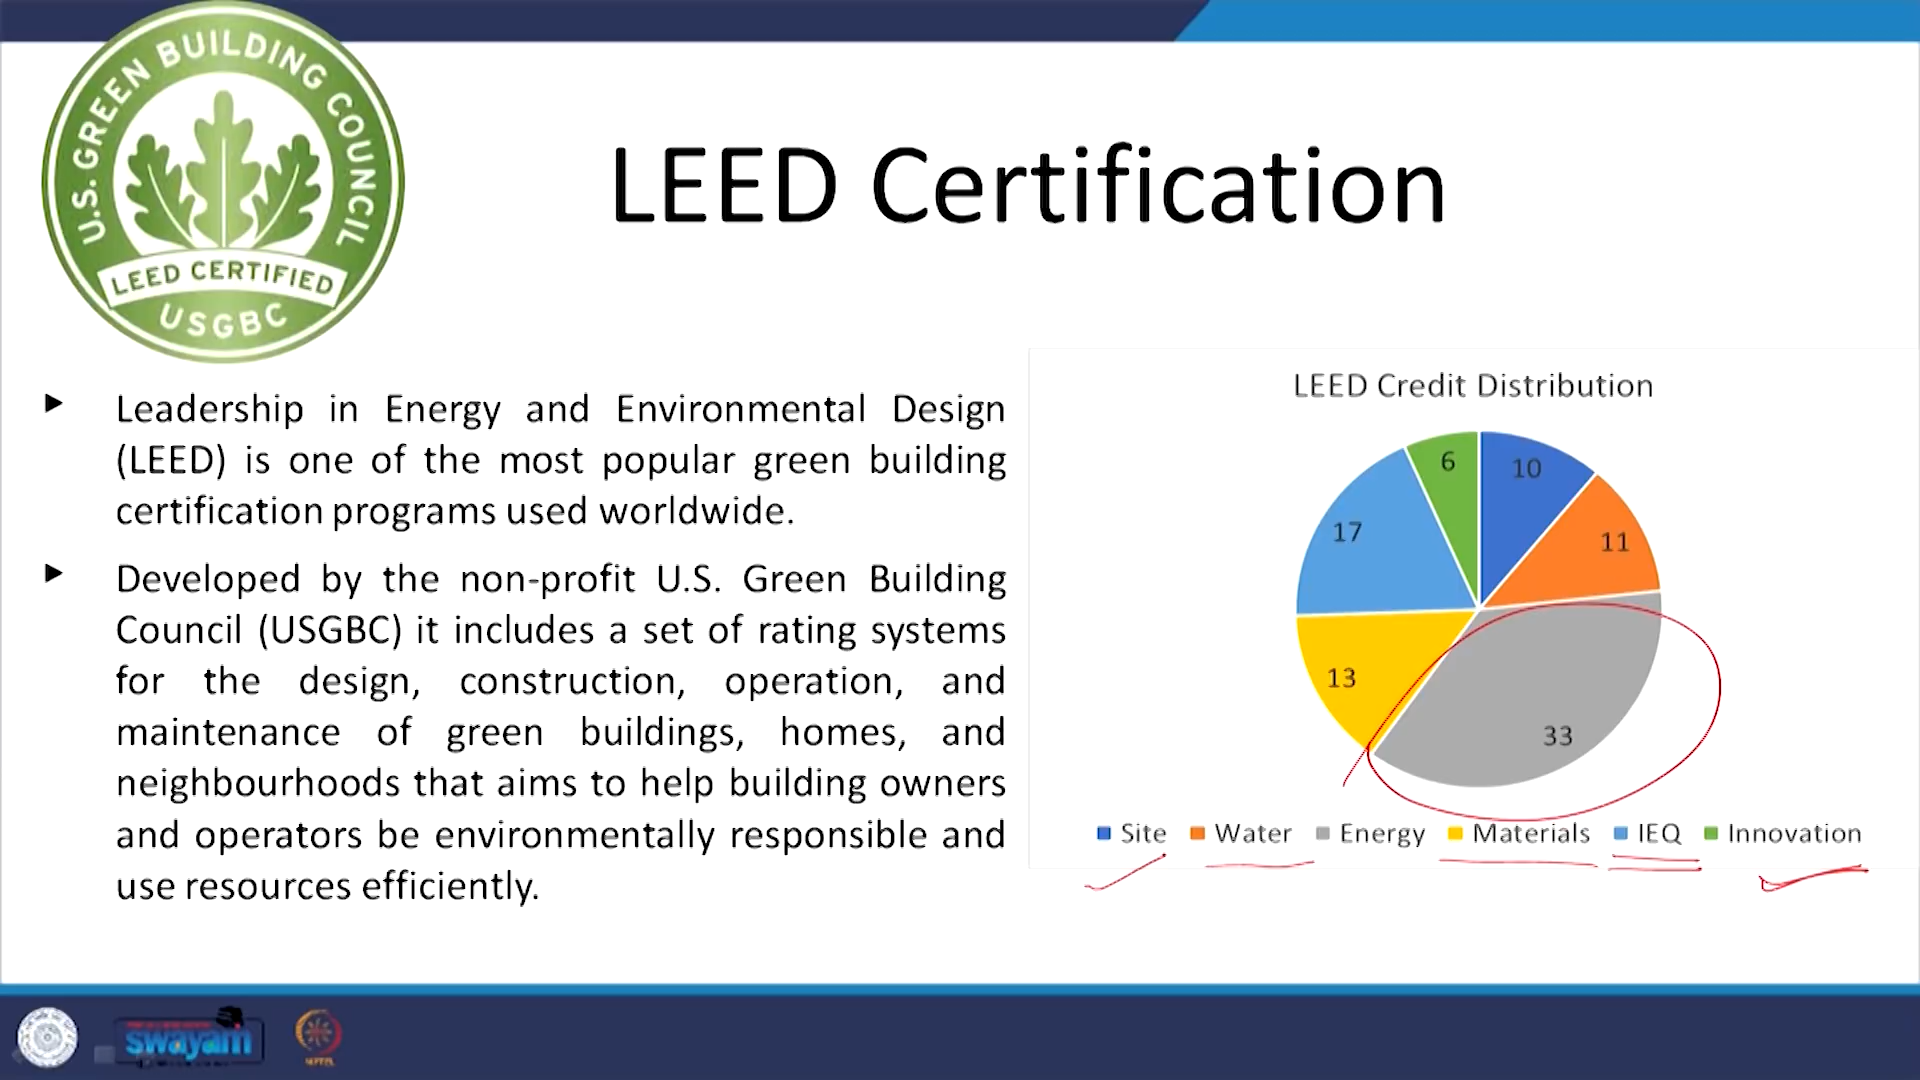 U.S. GREEN BUILDING COUNCIL
LEED CERTIFIED
USGBC
LEED Certification
Leadership in Energy and Environmental Design
(LEED) is one of the most popular green building
certification programs used worldwide.
Developed by the non-profit U.S. Green Building
Council (USGBC) it includes a set of rating systems
for the design, construction, operation, and
maintenance of green buildings, homes, and
neighbourhoods that aims to help building owners
and operators be environmentally responsible and
use resources efficiently.
LEED Credit Distribution
6
10
17
11
13
33
Site Water Energy Materials IEQ Innovation
swayam